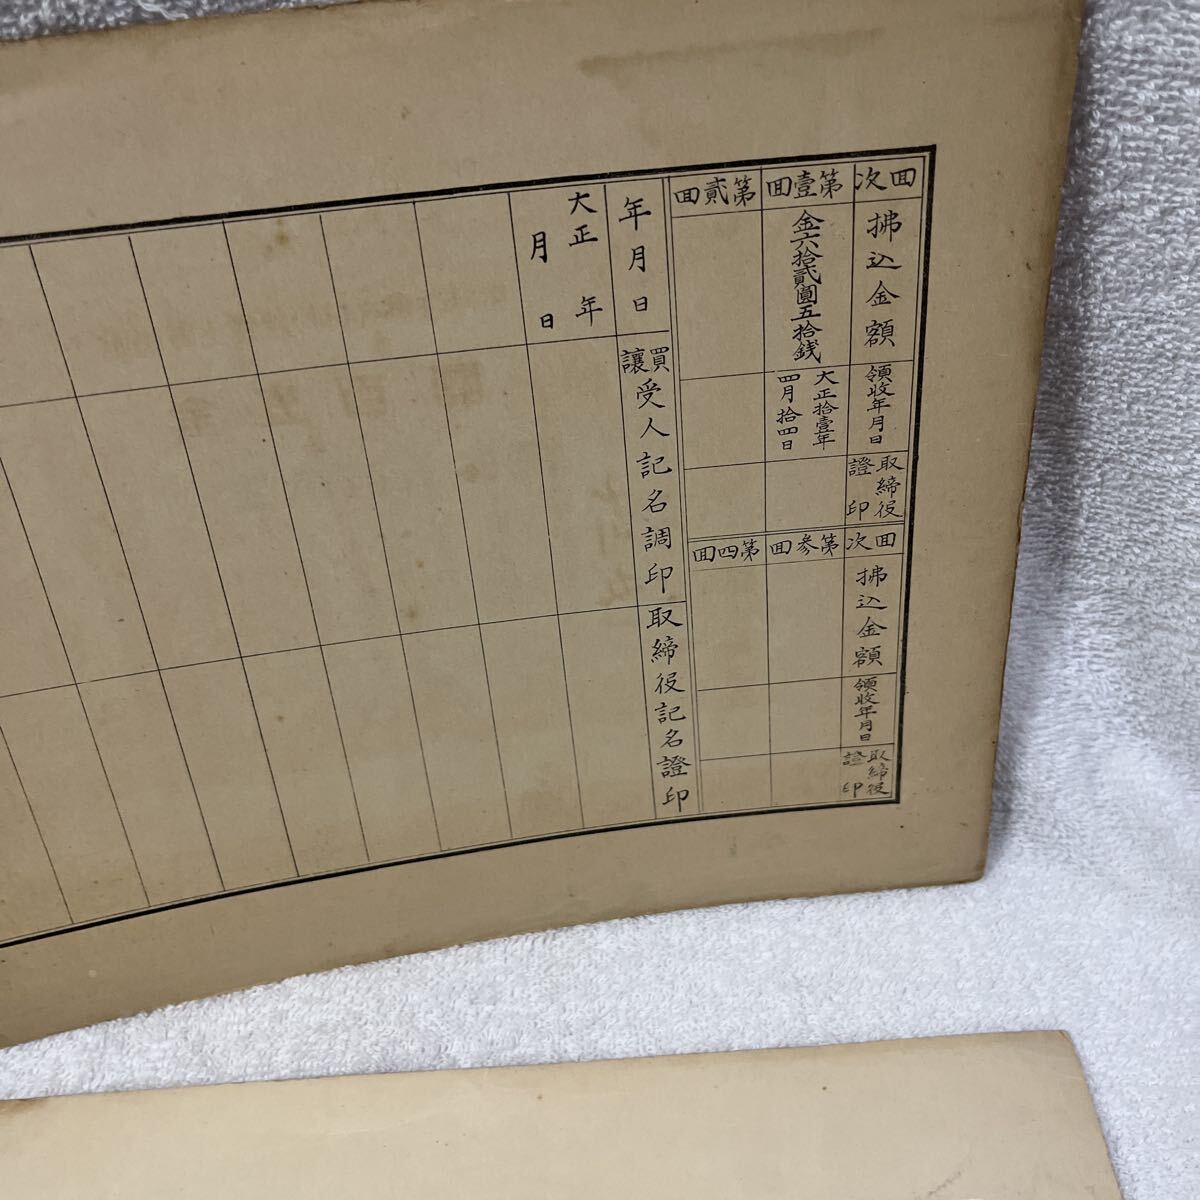 回次
拂込金額
領收年月日
取締役
證印
第壹回
金六拾貳圓五拾銭
大正拾壹年
四月拾四日
第貳回
回次
拂込金額
領收年月日
取締役
證印
第參回
第四回
年月日
買
讓
受人記名調印
取締役記名證印
大正 年
月 日